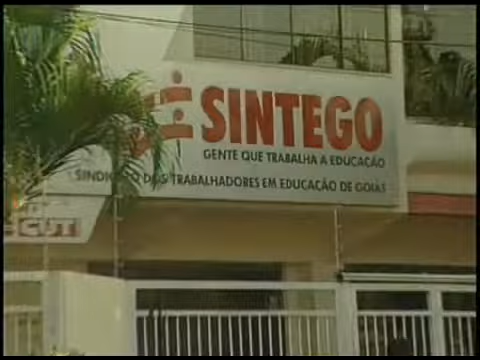 SINTEGO
GENTE QUE TRABALHA A EDUCAÇÃO
SINDICATO DOS TRABALHADORES EM EDUCAÇÃO DE GOIÁS
CUT